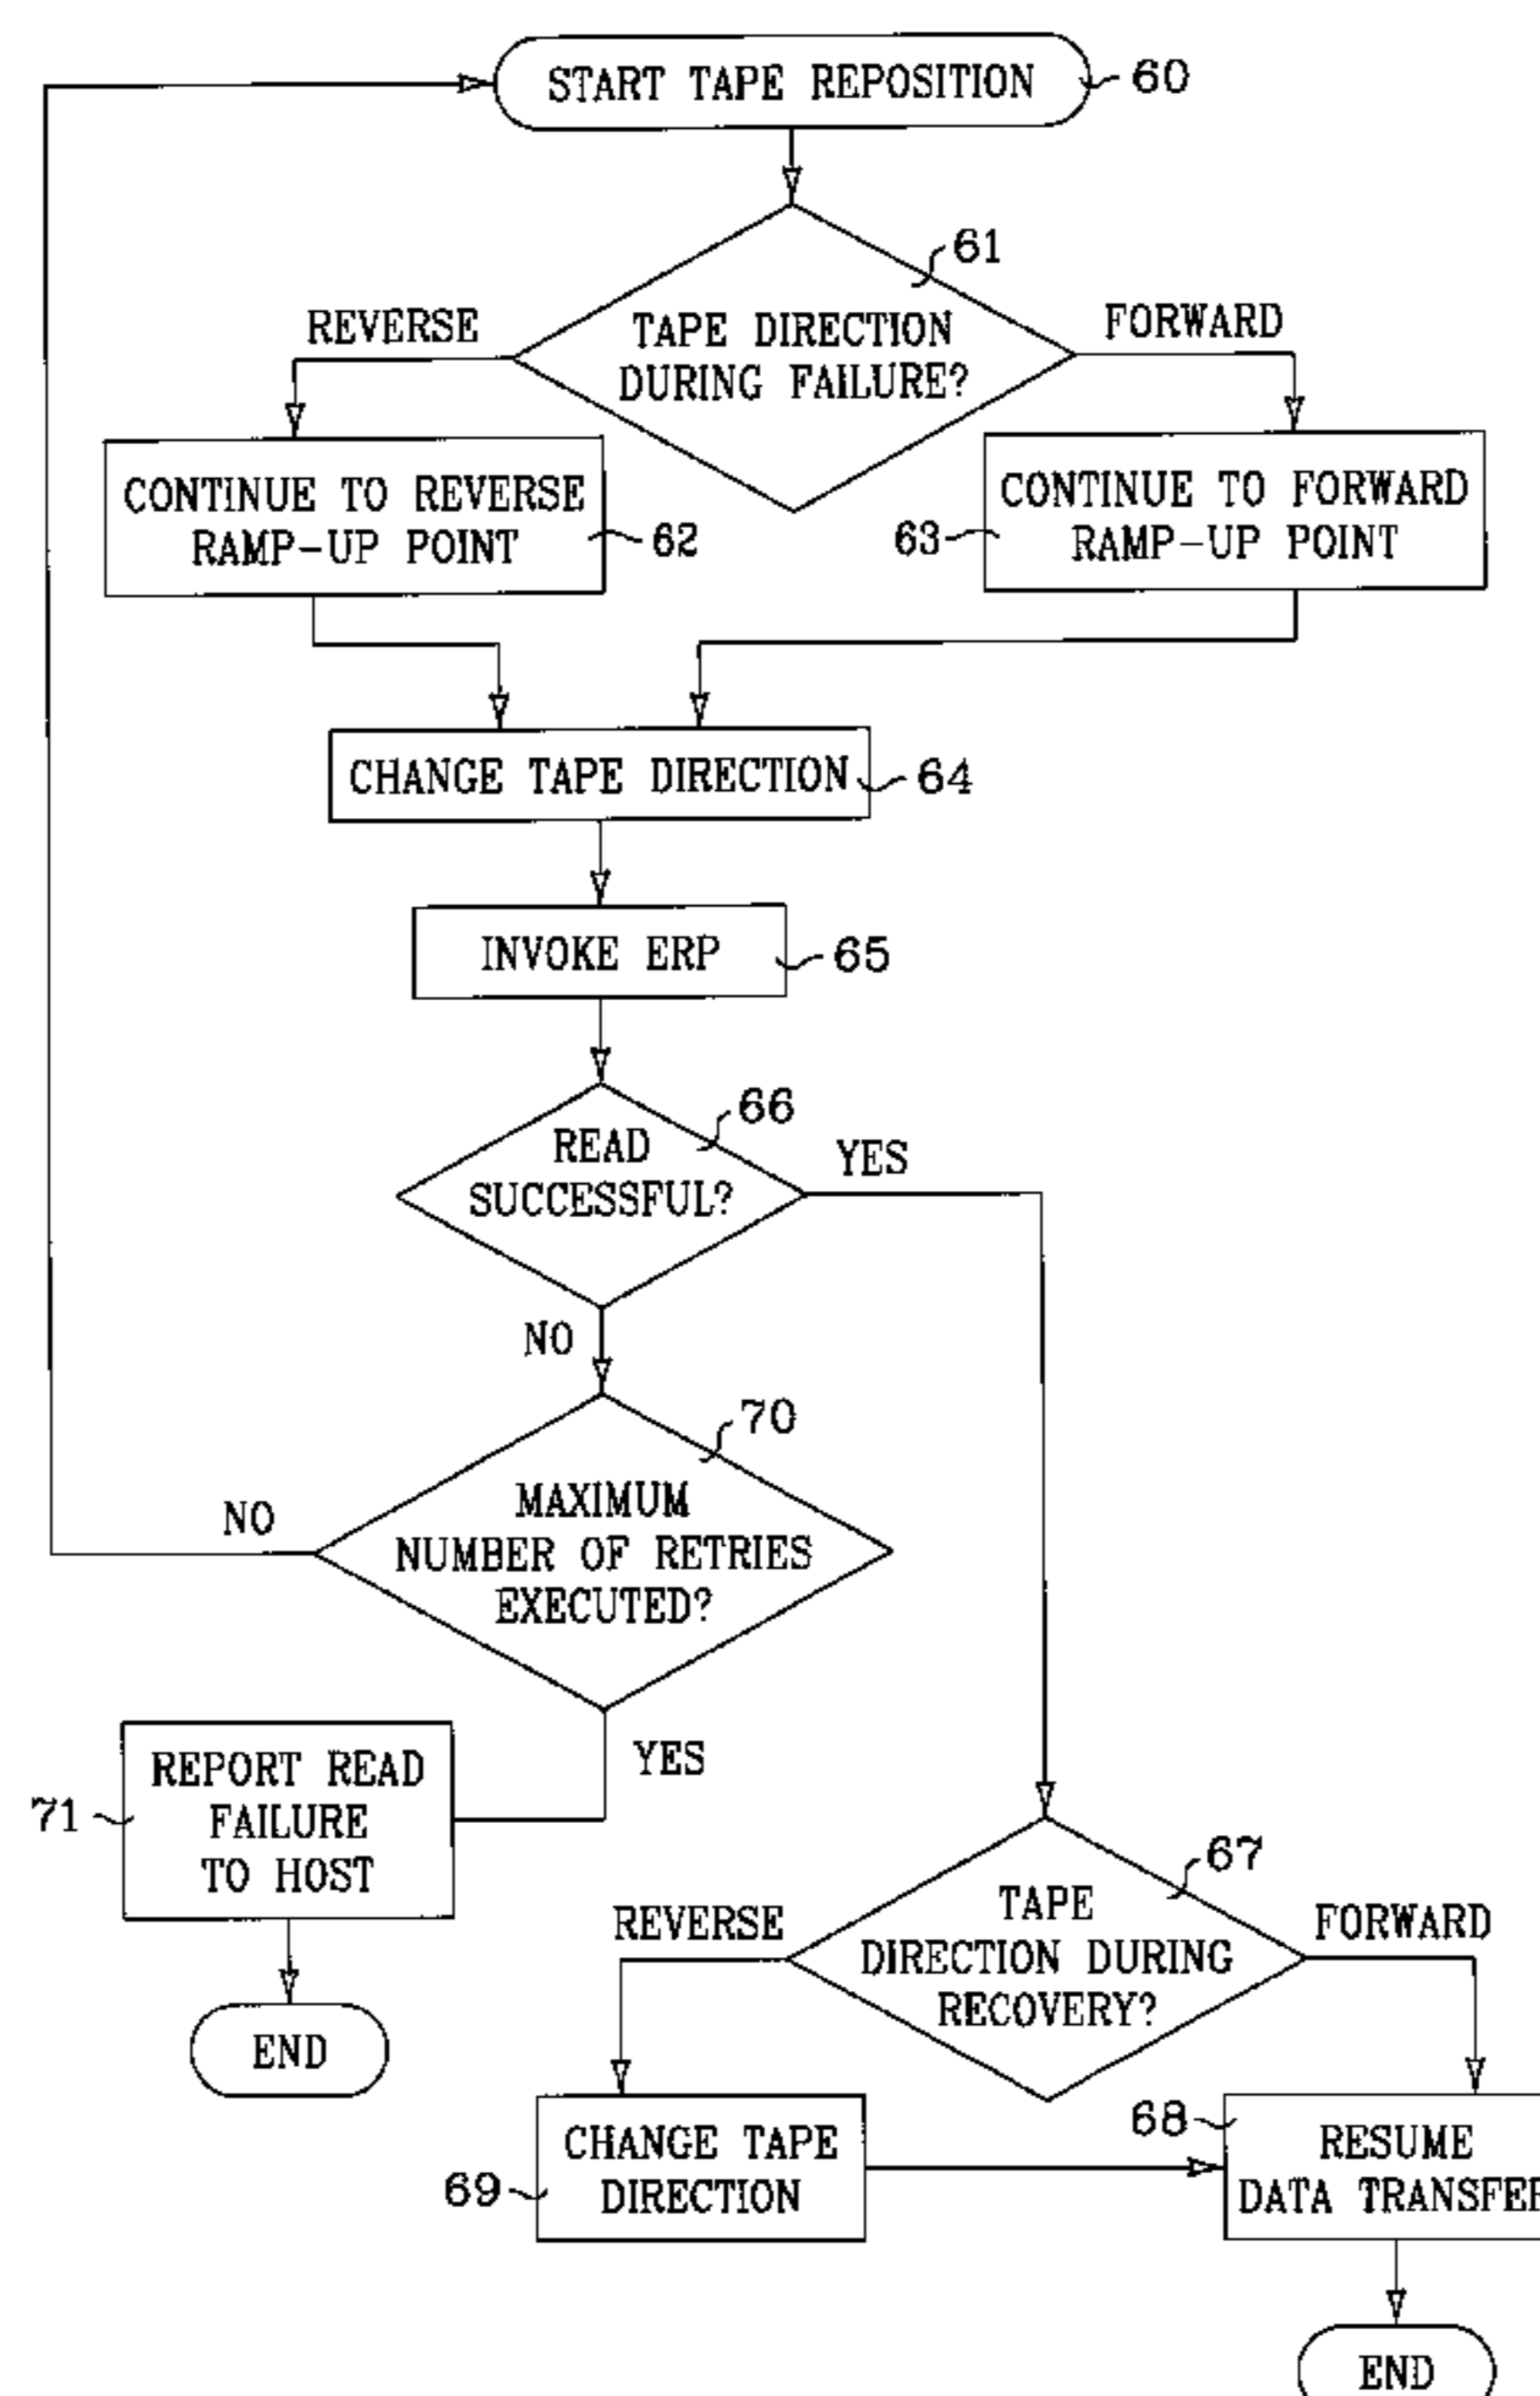 START TAPE REPOSITION
60
61
REVERSE
TAPE DIRECTION
DURING FAILURE?
FORWARD
CONTINUE TO REVERSE
RAMP-UP POINT
62
63
CONTINUE TO FORWARD
RAMP-UP POINT
CHANGE TAPE DIRECTION
64
INVOKE ERP
65
66
READ
SUCCESSFUL?
YES
NO
70
NO
MAXIMUM
NUMBER OF RETRIES
EXECUTED?
YES
71
REPORT READ
FAILURE
TO HOST
END
67
REVERSE
TAPE
DIRECTION DURING
RECOVERY?
FORWARD
69
CHANGE TAPE
DIRECTION
68
RESUME
DATA TRANSFER
END